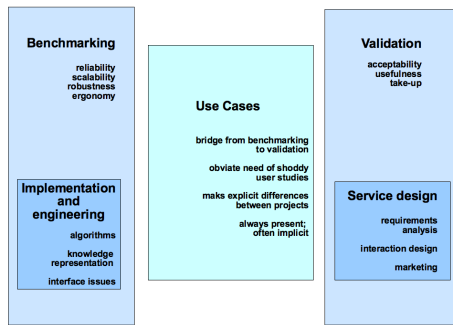 Benchmarking
reliability
scalability
robustness
ergonomy
Implementation
and
engineering
algorithms
knowledge
representation
interface issues
Use Cases
bridge from benchmarking
to validation
obviate need of shoddy
user studies
maks explicit differences
between projects
always present;
often implicit
Validation
acceptability
usefulness
take-up
Service design
requirements
analysis
interaction design
marketing